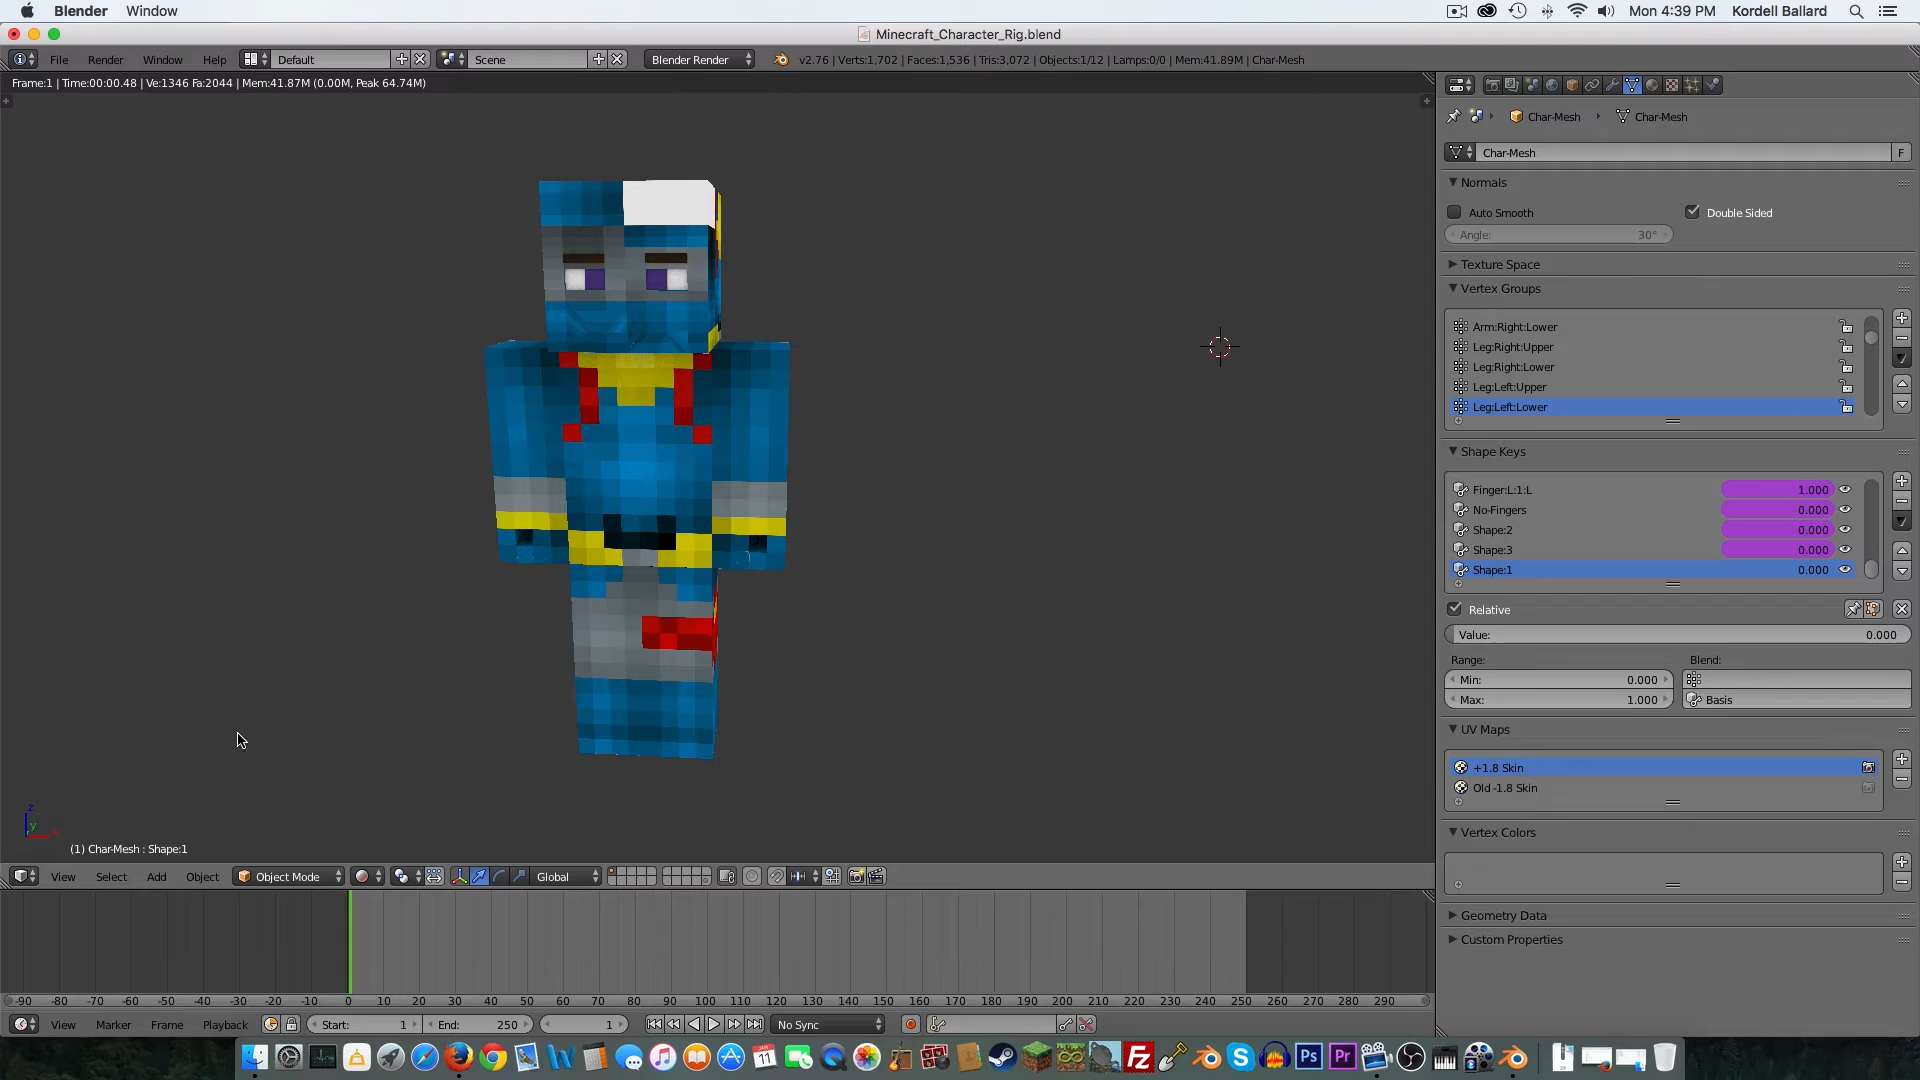 Blender Window Mon 4:39 PM Kordell Ballard
Minecraft_Character_Rig.blend
File Render Window Help Default Scene Blender Render v2.76 | Verts:1,702 | Faces:1,536 | Tris:3,072 | Objects:1/12 | Lamps:0/0 | Mem:41.89M | Char-Mesh
Frame:1 | Time:00:00.48 | Ve:1346 Fa:2044 | Mem:41.87M (0.00M, Peak 64.74M)
Char-Mesh Char-Mesh
Char-Mesh F
Normals
Auto Smooth Double Sided
Angle: 30°
Texture Space
Vertex Groups
Arm:Right:Lower
Leg:Right:Upper
Leg:Right:Lower
Leg:Left:Upper
Leg:Left:Lower
Shape Keys
Finger:L:1:L 1.000
No-Fingers 0.000
Shape:2 0.000
Shape:3 0.000
Shape:1 0.000
Relative
Value: 0.000
Range: Blend:
Min: 0.000
Max: 1.000 Basis
UV Maps
+1.8 Skin
Old -1.8 Skin
Vertex Colors
Geometry Data
Custom Properties
z
y
(1) Char-Mesh : Shape:1
View Select Add Object Object Mode Global
-90 -80 -70 -60 -50 -40 -30 -20 -10 0 10 20 30 40 50 60 70 80 90 100 110 120 130 140 150 160 170 180 190 200 210 220 230 240 250 260 270 280 290
View Marker Frame Playback Start: 1 End: 250 1 No Sync
JAN
11
Fz
S
Ps
Pr